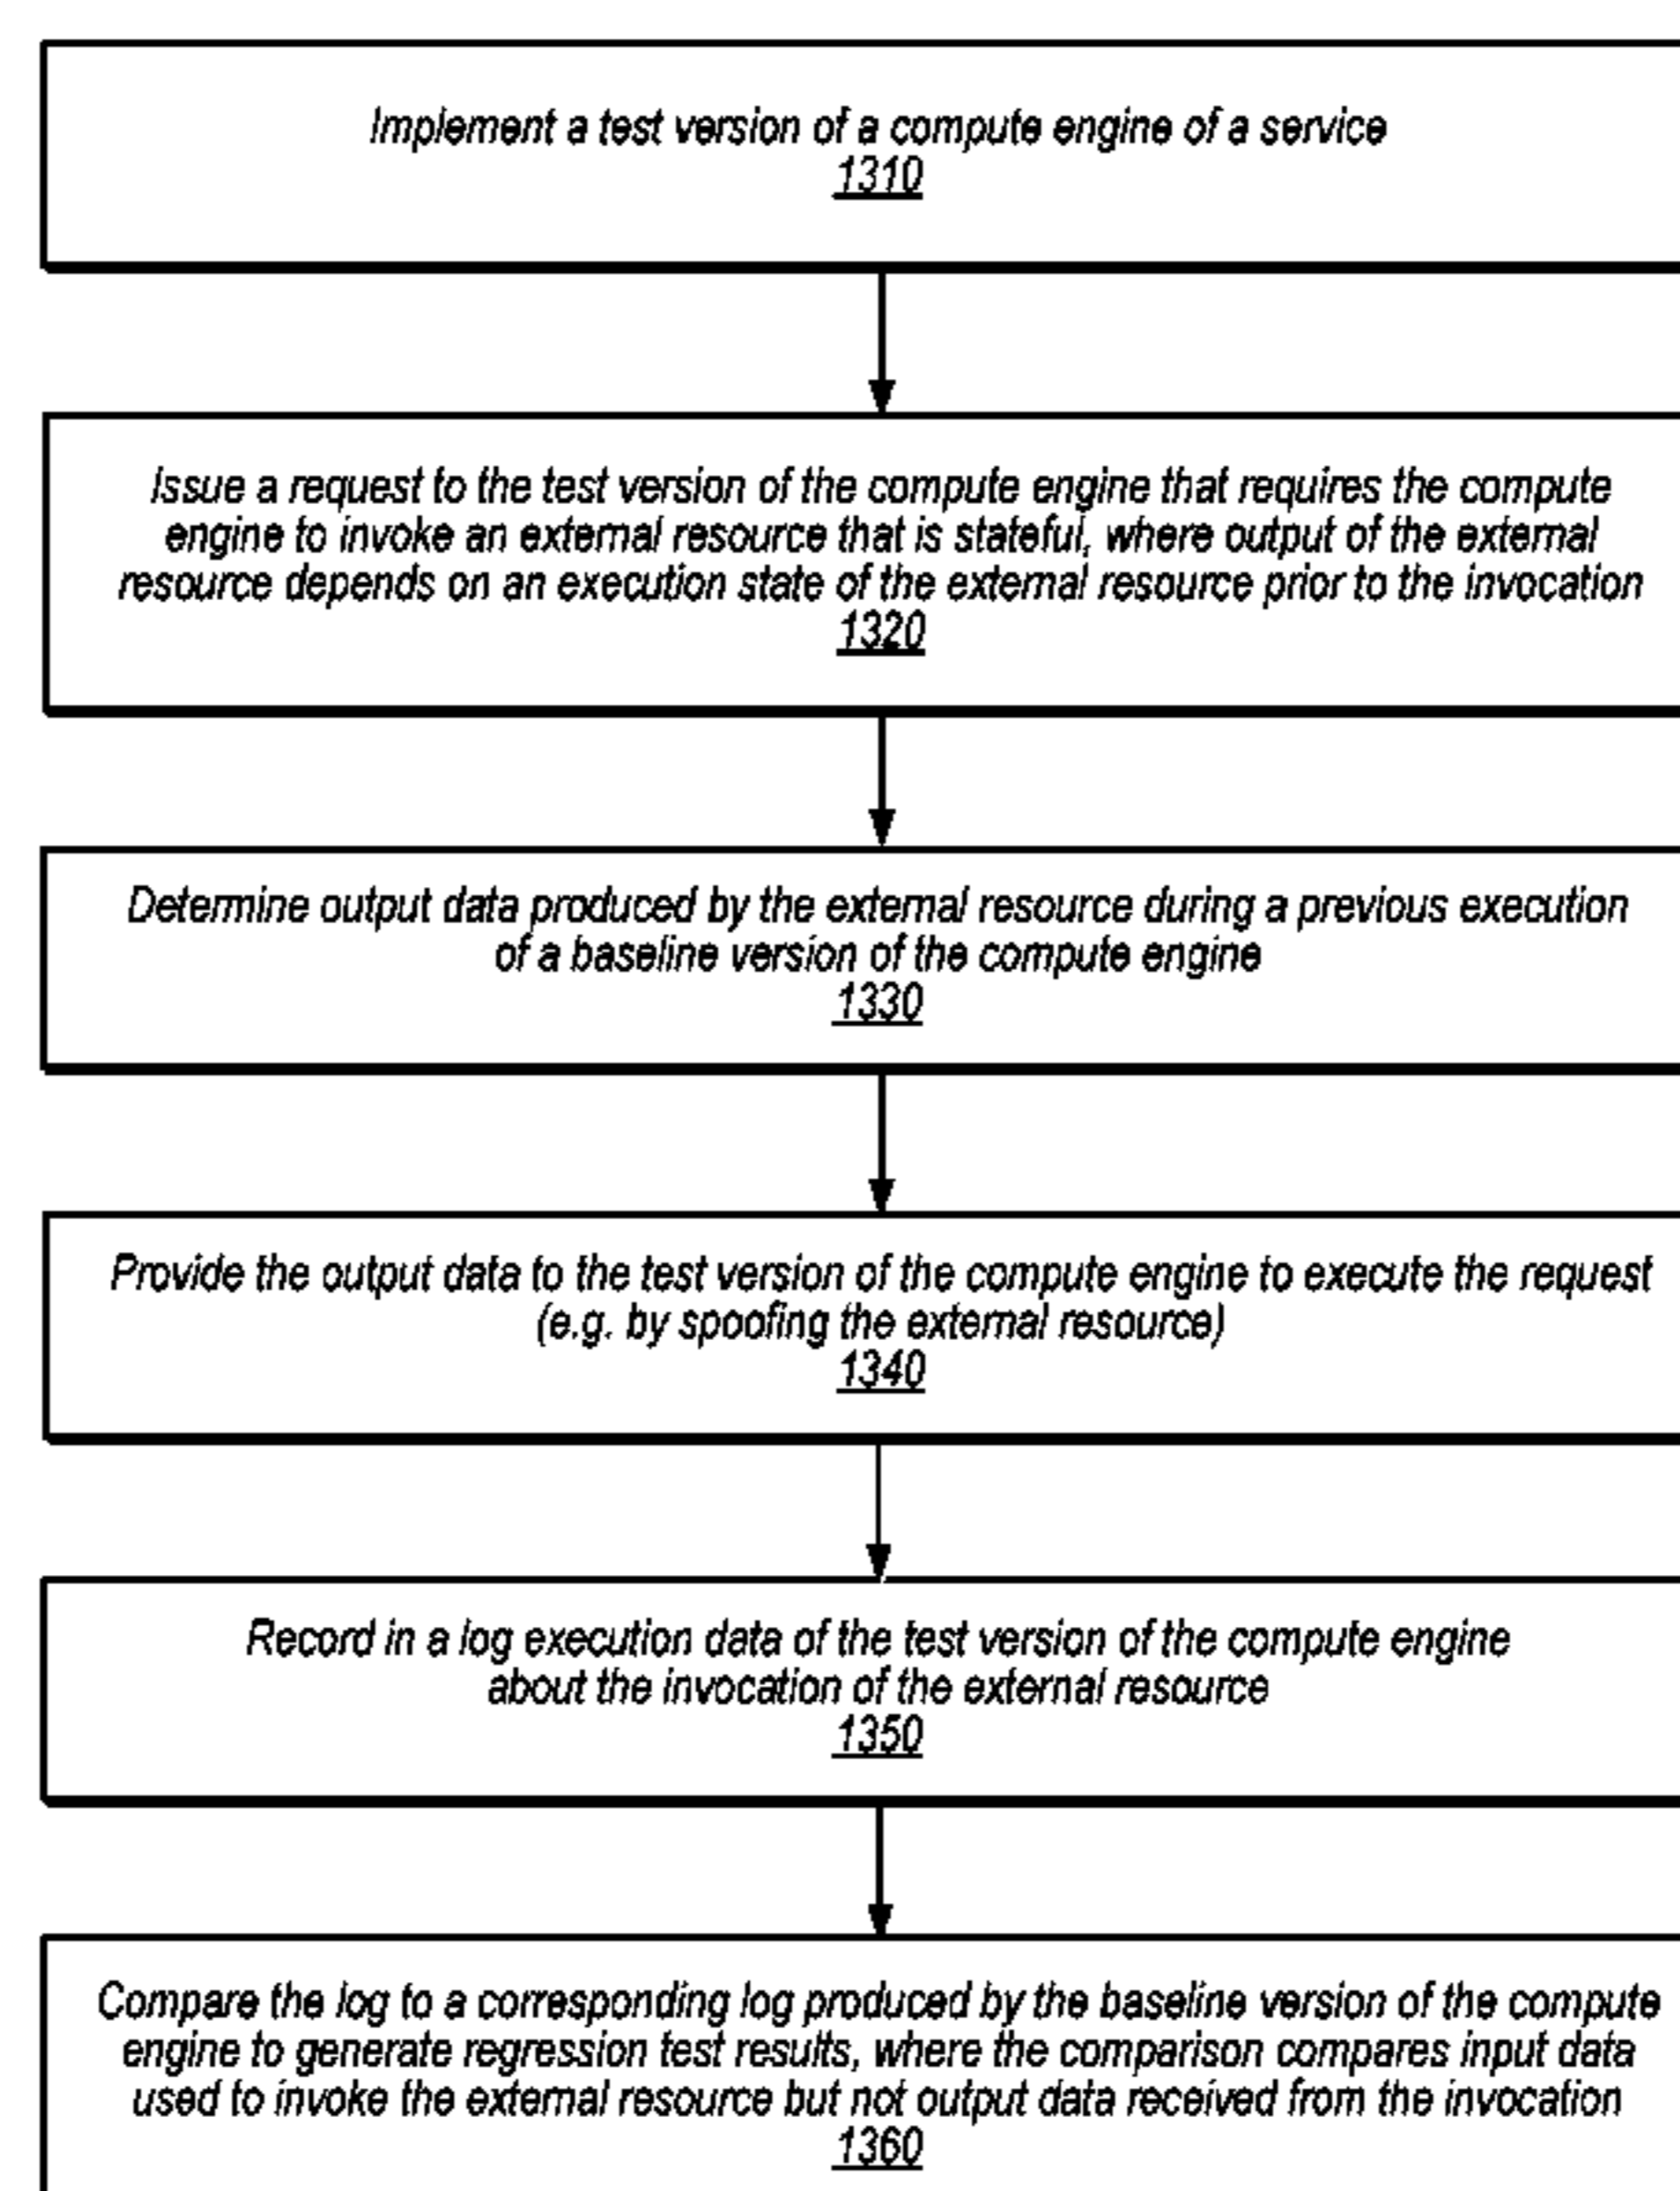 Implement a test version of a compute engine of a service
1310
Issue a request to the test version of the compute engine that requires the compute
engine to invoke an external resource that is stateful, where output of the external
resource depends on an execution state of the external resource prior to the invocation
1320
Determine output data produced by the external resource during a previous execution
of a baseline version of the compute engine
1330
Provide the output data to the test version of the compute engine to execute the request
(e.g. by spoofing the external resource)
1340
Record in a log execution data of the test version of the compute engine
about the invocation of the external resource
1350
Compare the log to a corresponding log produced by the baseline version of the compute
engine to generate regression test results, where the comparison compares input data
used to invoke the external resource but not output data received from the invocation
1360